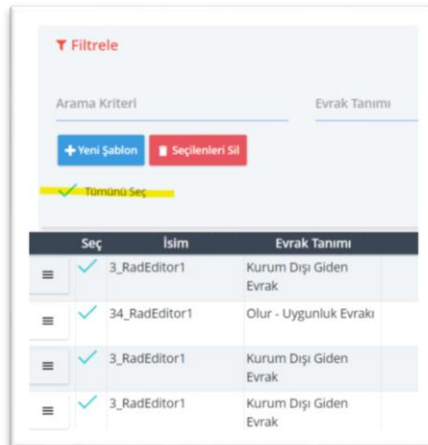 Filtrele
Arama Kriteri Evrak Tanımı
+Yeni Şablon Seçilenleri Sil
Tümünü Seç
Seç İsim Evrak Tanımı
3_RadEditor1 Kurum Dışı Giden
Evrak
34_RadEditor1 Olur - Uygunluk Evrakı
3_RadEditor1 Kurum Dışı Giden
Evrak
3_RadEditor1 Kurum Dışı Giden
Evrak